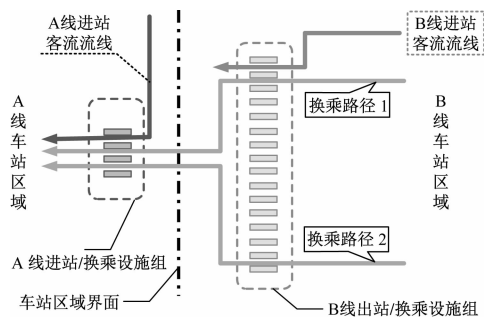 A线进站
客流流线
B线进站
客流流线
换乘路径 1
A线车站区域
B线车站区域
换乘路径 2
A 线进站/换乘设施组
车站区域界面
B线出站/换乘设施组